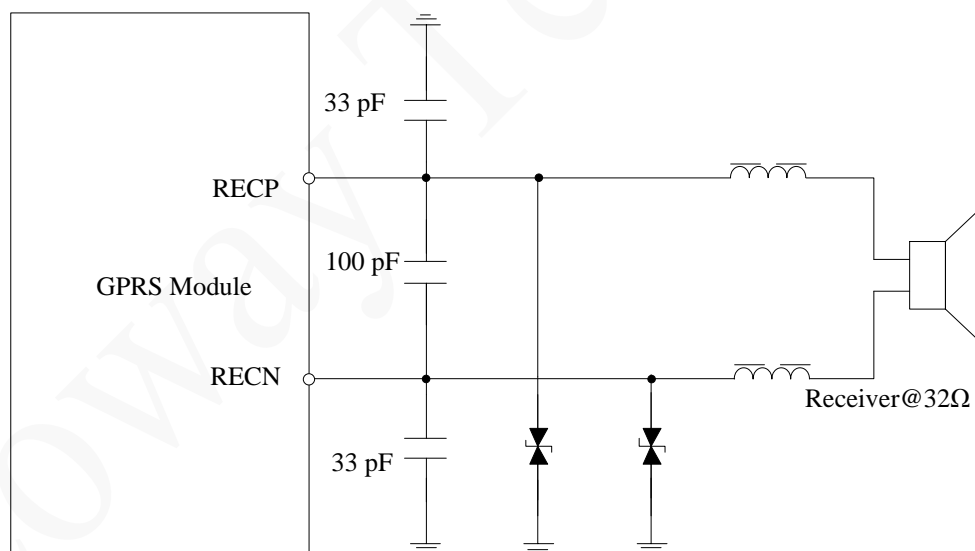 33 pF
RECP
100 pF
GPRS Module
RECN
Receiver@32Ω
33 pF